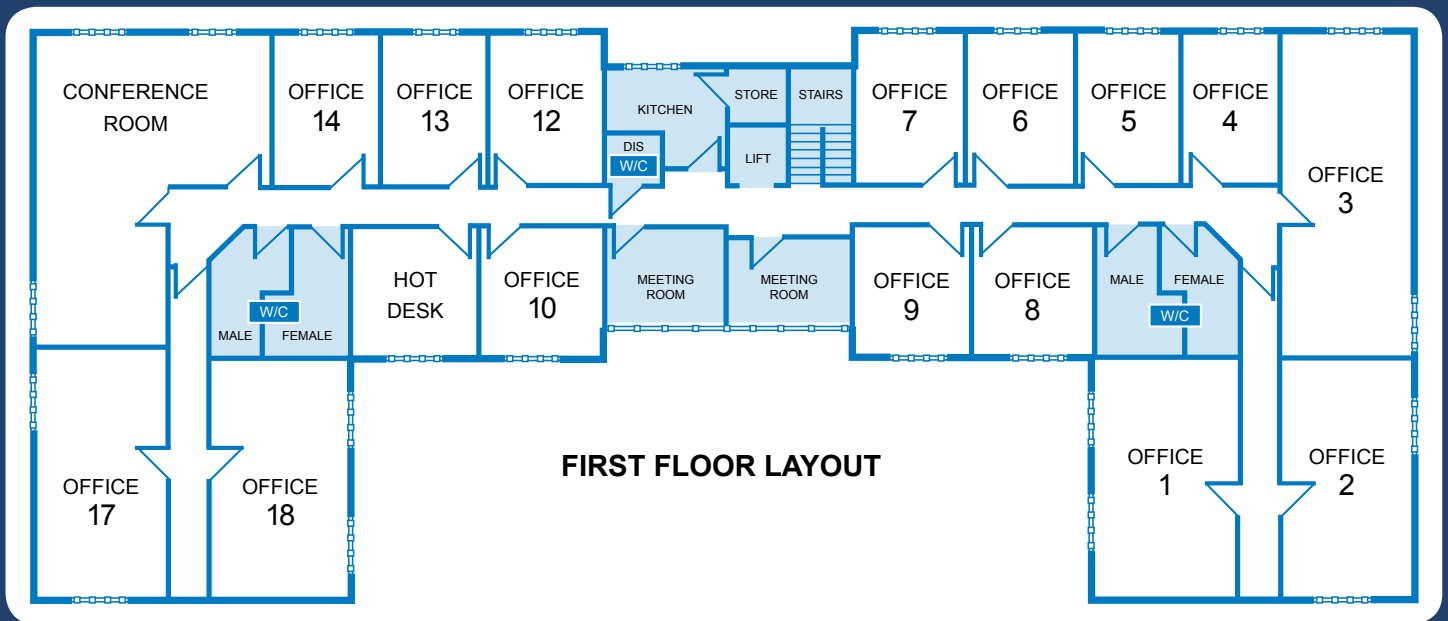 CONFERENCE
ROOM
OFFICE
14
OFFICE
13
OFFICE
12
KITCHEN
STORE
STAIRS
DIS
W/C
LIFT
OFFICE
7
OFFICE
6
OFFICE
5
OFFICE
4
OFFICE
3
MALE
W/C
FEMALE
HOT
DESK
OFFICE
10
MEETING
ROOM
MEETING
ROOM
OFFICE
9
OFFICE
8
MALE
FEMALE
W/C
OFFICE
17
OFFICE
18
FIRST FLOOR LAYOUT
OFFICE
1
OFFICE
2